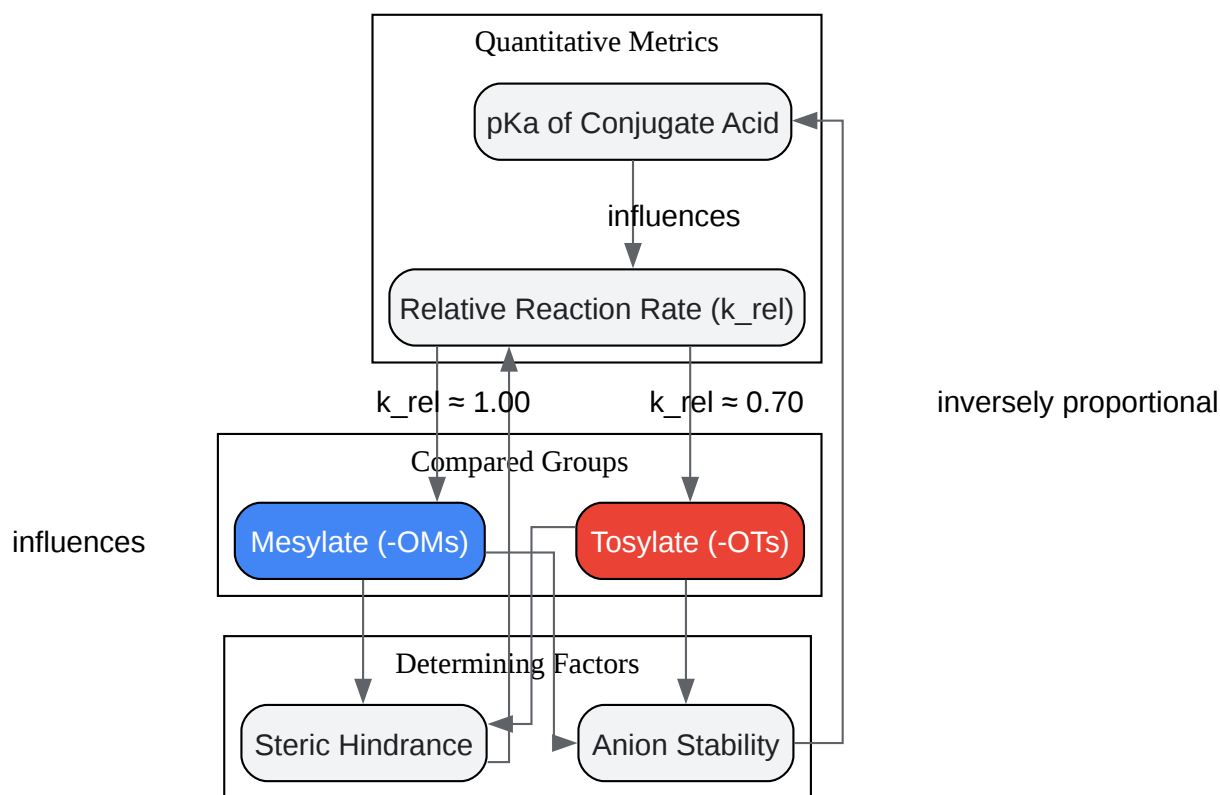 Quantitative Metrics
pKa of Conjugate Acid
influences
Relative Reaction Rate (k_rel)
k_rel ≈ 1.00
k_rel ≈ 0.70
inversely proportional
Compared Groups
influences
Mesylate (-OMs)
Tosylate (-OTs)
Determining Factors
Steric Hindrance
Anion Stability